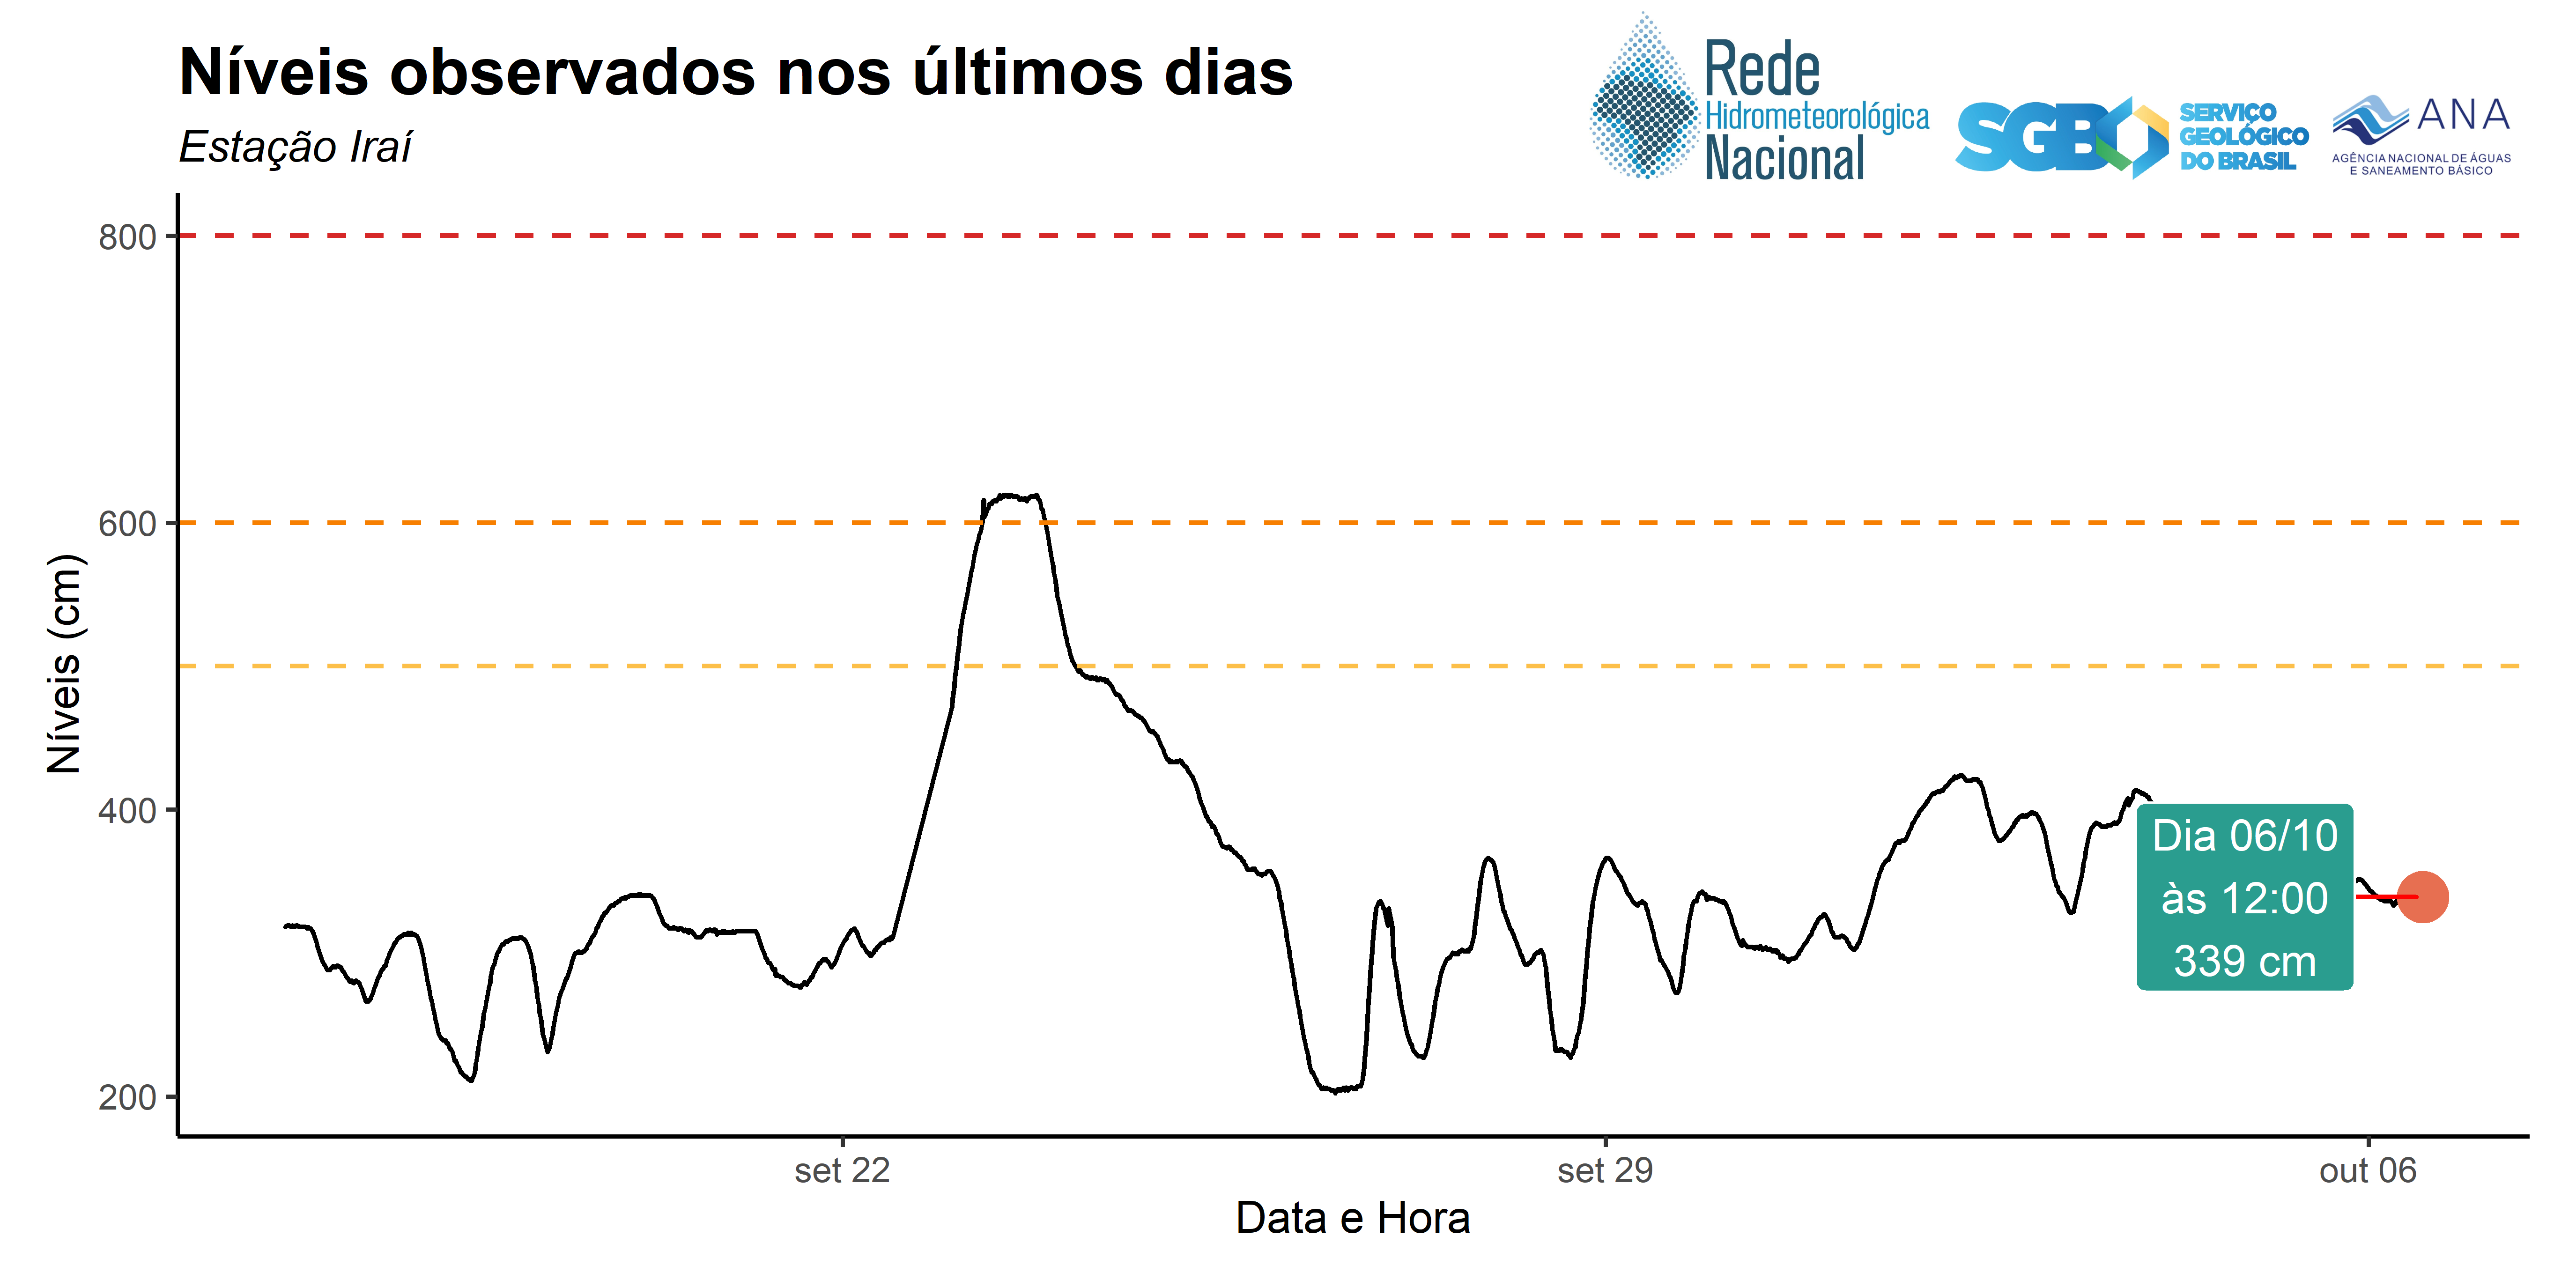 Níveis observados nos últimos dias
Estação Iraí
Rede
Hidrometeorológica
Nacional
SGB
SERVIÇO
GEOLÓGICO
DO BRASIL
ANA
AGÊNCIA NACIONAL DE ÁGUAS
E SANEAMENTO BÁSICO
Níveis (cm)
800
600
400
200
Dia 06/10
às 12:00
339 cm
set 22
set 29
out 06
Data e Hora